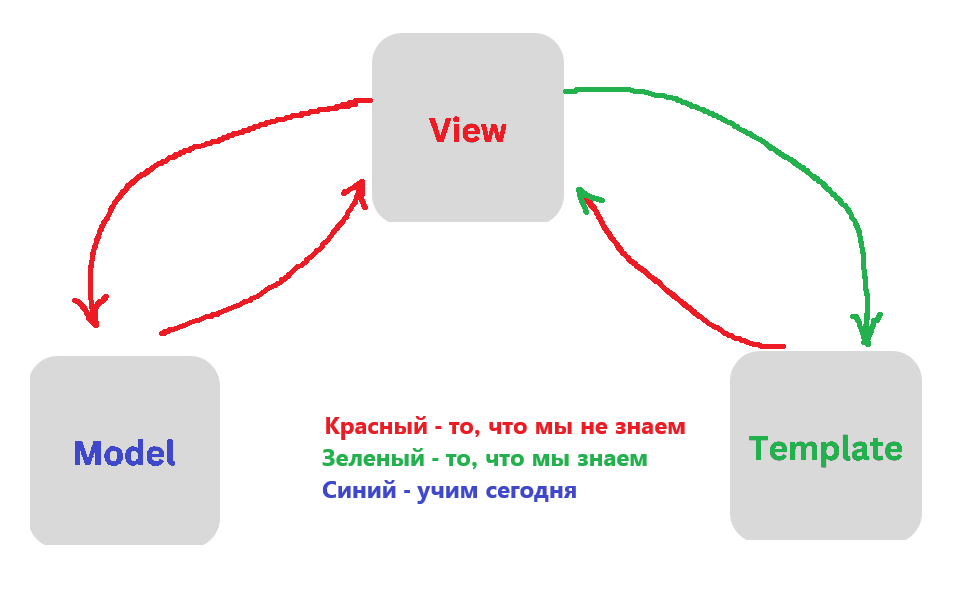 View
Model
Template
Красный - то, что мы не знаем
Зеленый - то, что мы знаем
Синий - учим сегодня